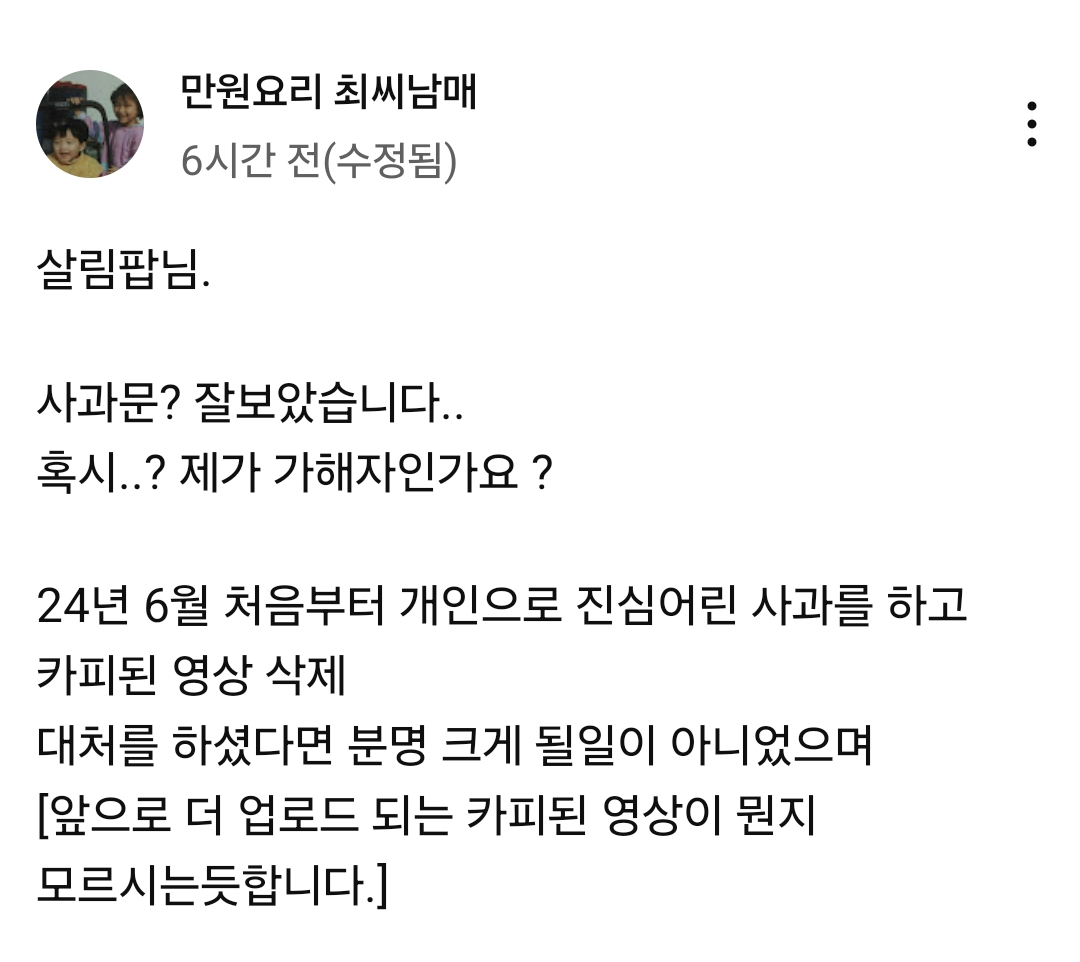 만원요리 최씨남매
6시간 전(수정됨)
살림팝님.
사과문? 잘보았습니다..
혹시..? 제가 가해자인가요 ?
24년 6월 처음부터 개인으로 진심어린 사과를 하고
카피된 영상 삭제
대처를 하셨다면 분명 크게 될일이 아니었으며
[앞으로 더 업로드 되는 카피된 영상이 뭔지
모르시는듯합니다.]